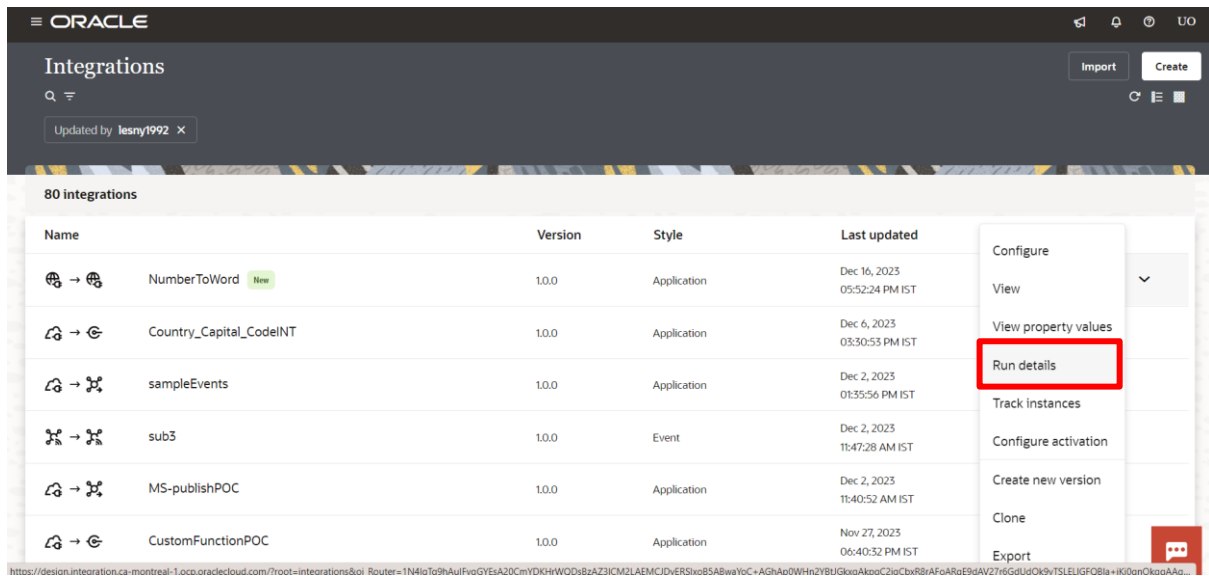 ORACLE
UO
Integrations
Import
Create
Updated by lesny1992 ×
80 integrations
Name Version Style Last updated
NumberToWord New 1.0.0 Application Dec 16, 2023
05:52:24 PM IST
Country_Capital_CodeINT 1.0.0 Application Dec 6, 2023
03:30:53 PM IST
sampleEvents 1.0.0 Application Dec 2, 2023
01:35:56 PM IST
sub3 1.0.0 Event Dec 2, 2023
11:47:28 AM IST
MS-publishPOC 1.0.0 Application Dec 2, 2023
11:40:52 AM IST
CustomFunctionPOC 1.0.0 Application Nov 27, 2023
06:40:32 PM IST
Configure
View
View property values
Run details
Track instances
Configure activation
Create new version
Clone
Export